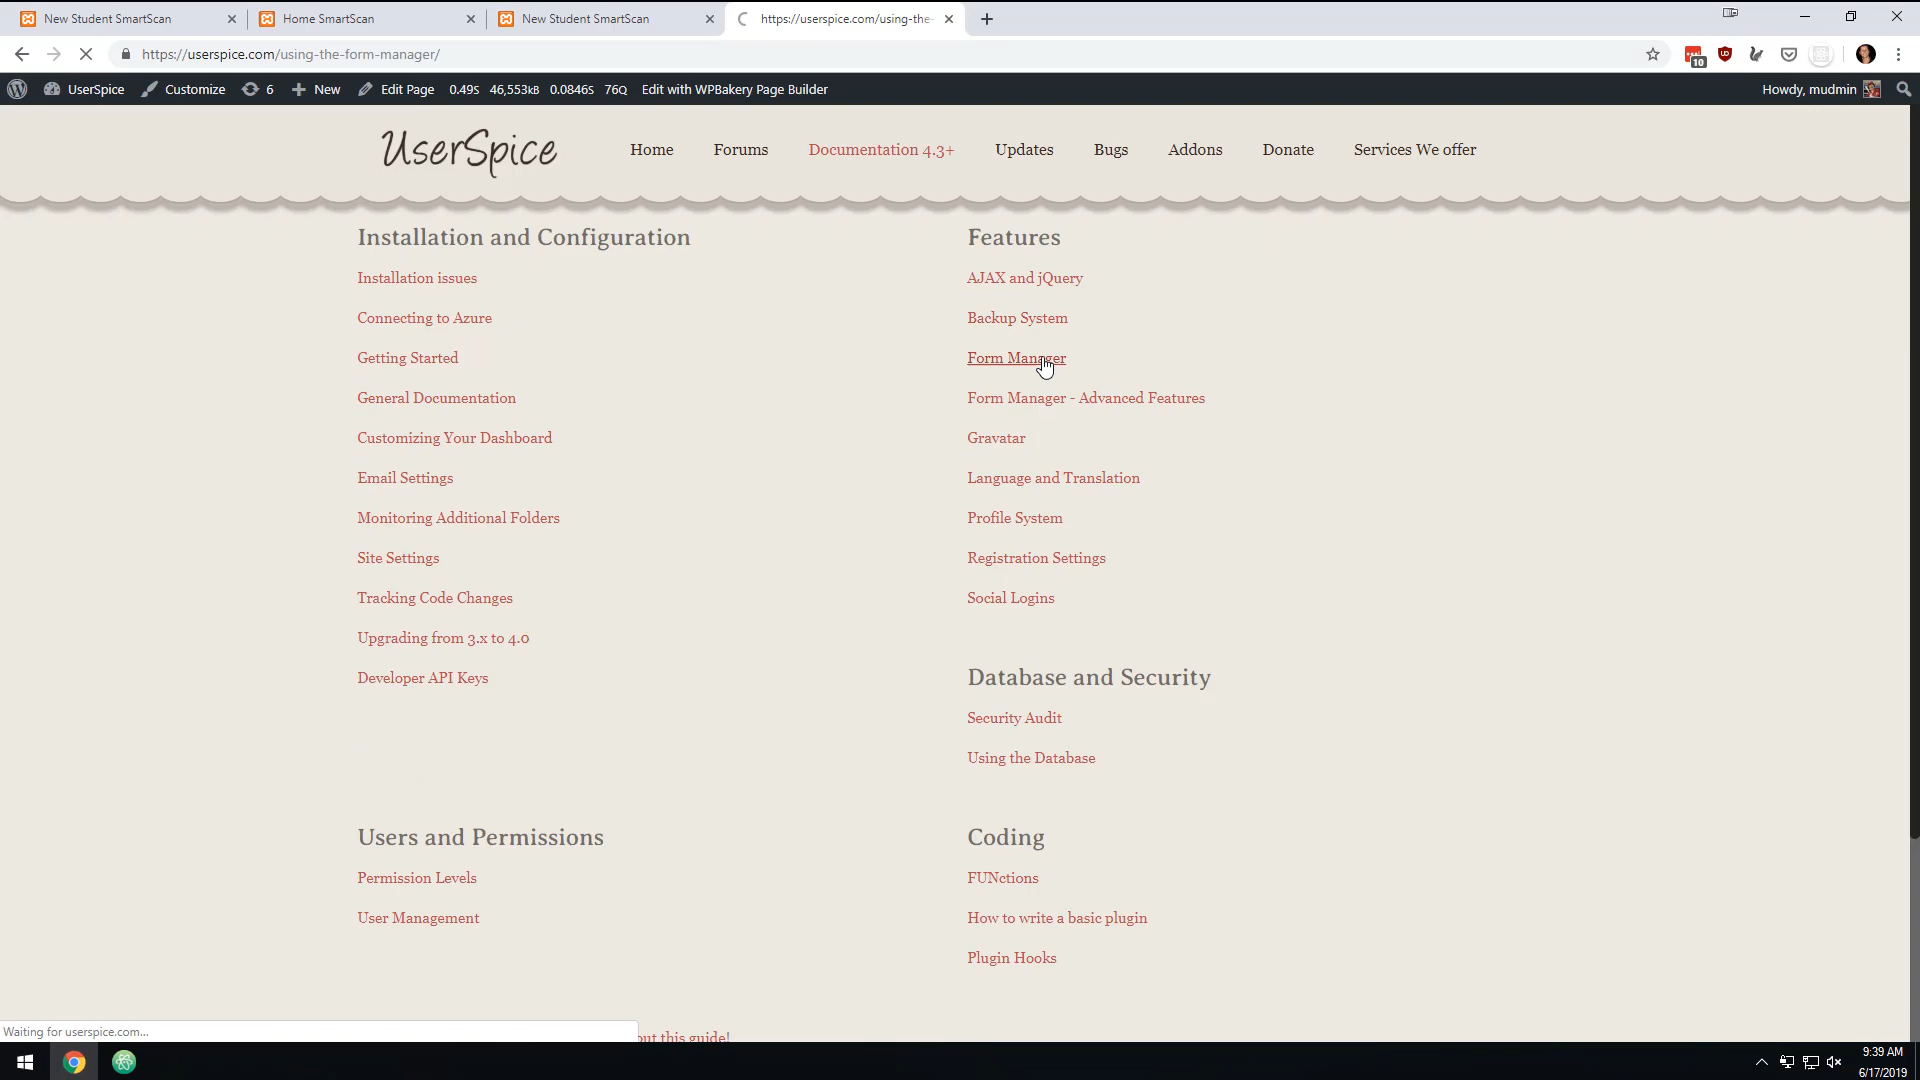 New Student SmartScan
Home SmartScan
New Student SmartScan
https://userspice.com/using-the-
https://userspice.com/using-the-form-manager/
10
UserSpice
Customize
6
New
Edit Page
0.49S 46,553KB 0.0846S 76Q
Edit with WPBakery Page Builder
Howdy, mudmin
UserSpice
Home
Forums
Documentation 4.3+
Updates
Bugs
Addons
Donate
Services We offer
Installation and Configuration
Installation issues
Connecting to Azure
Getting Started
General Documentation
Customizing Your Dashboard
Email Settings
Monitoring Additional Folders
Site Settings
Tracking Code Changes
Upgrading from 3.x to 4.0
Developer API Keys
Features
AJAX and jQuery
Backup System
Form Manager
Form Manager - Advanced Features
Gravatar
Language and Translation
Profile System
Registration Settings
Social Logins
Database and Security
Security Audit
Using the Database
Users and Permissions
Permission Levels
User Management
Coding
FUNctions
How to write a basic plugin
Plugin Hooks
out this guide!
Waiting for userspice.com...
9:39 AM
6/17/2019